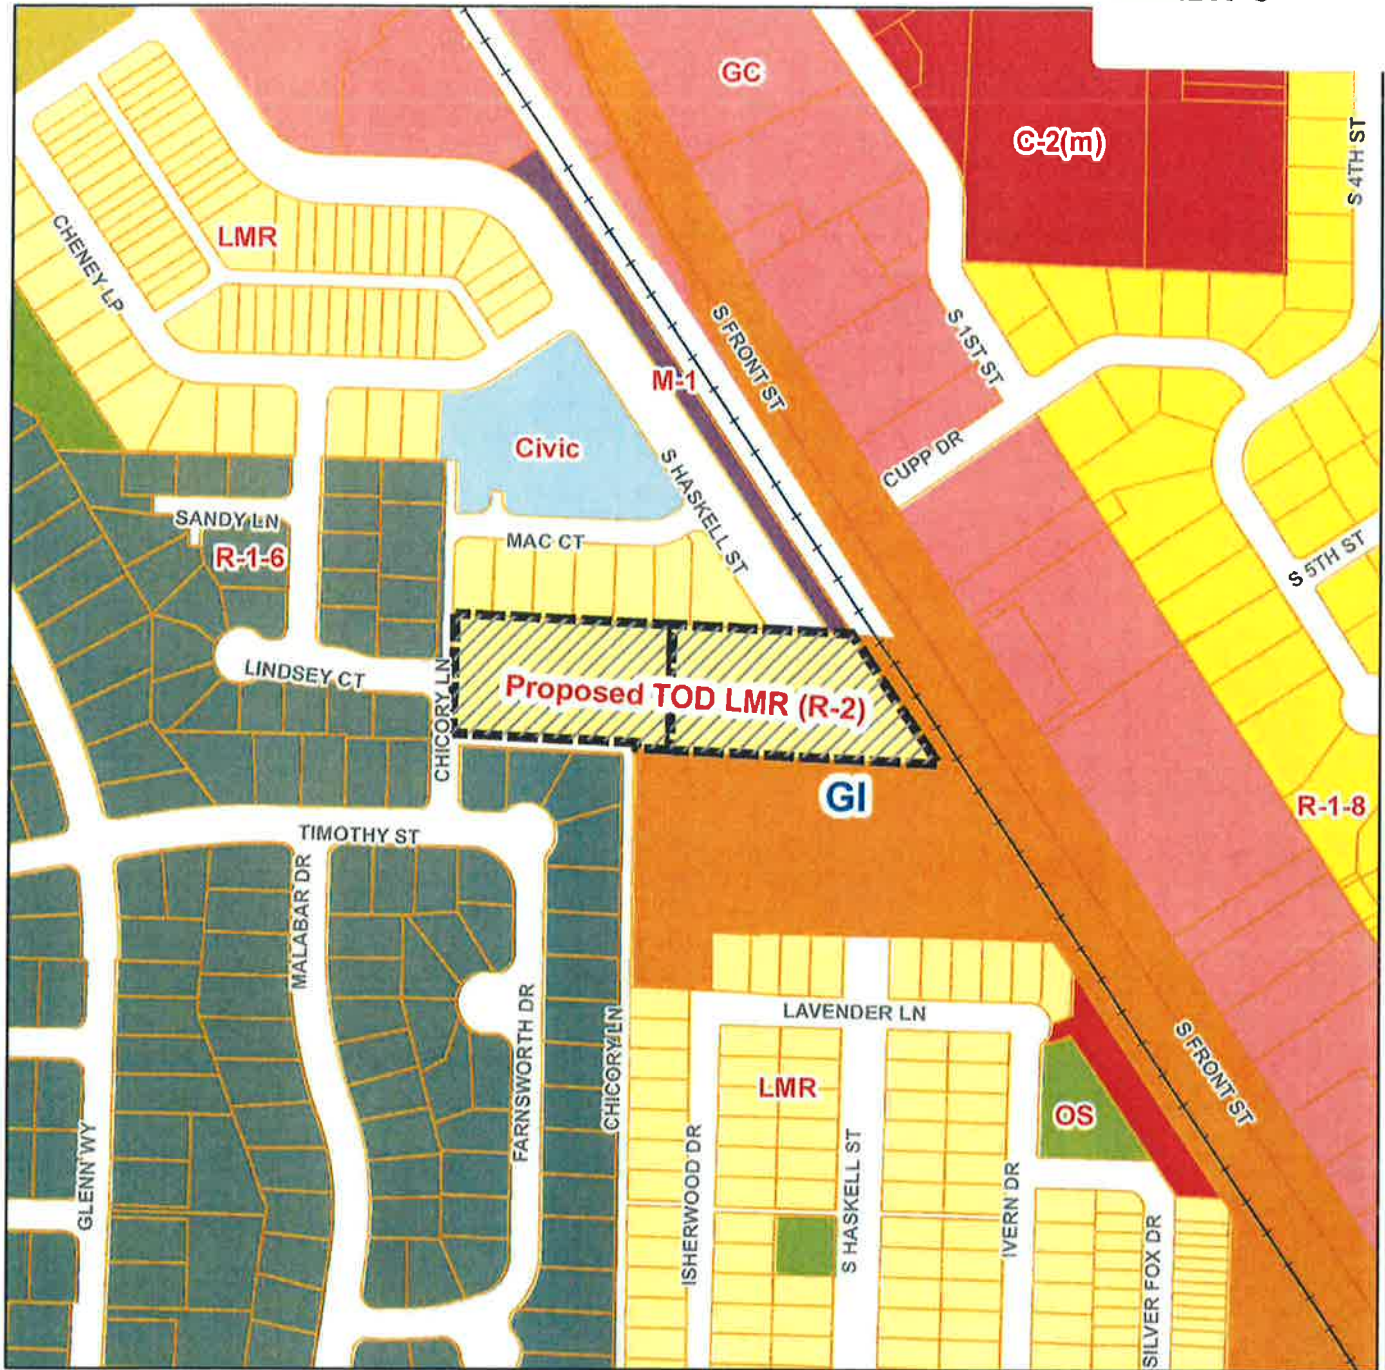 GC
C-2(m)
S 4TH ST
CHENEY LP
LMR
S FRONT ST
S 1ST ST
M-1
Civic
CUPP DR
S HASKELL ST
SANDY LN
R-1-6
MAC CT
S 5TH ST
LINDSEY CT
CHICORY LN
Proposed TOD LMR (R-2)
GI
R-1-8
TIMOTHY ST
MALABAR DR
FARNSWORTH DR
CHICORY LN
LAVENDER LN
S FRONT ST
LMR
OS
GLENN WY
ISHERWOOD DR
S HASKELL ST
IVERN DR
SILVER FOX DR